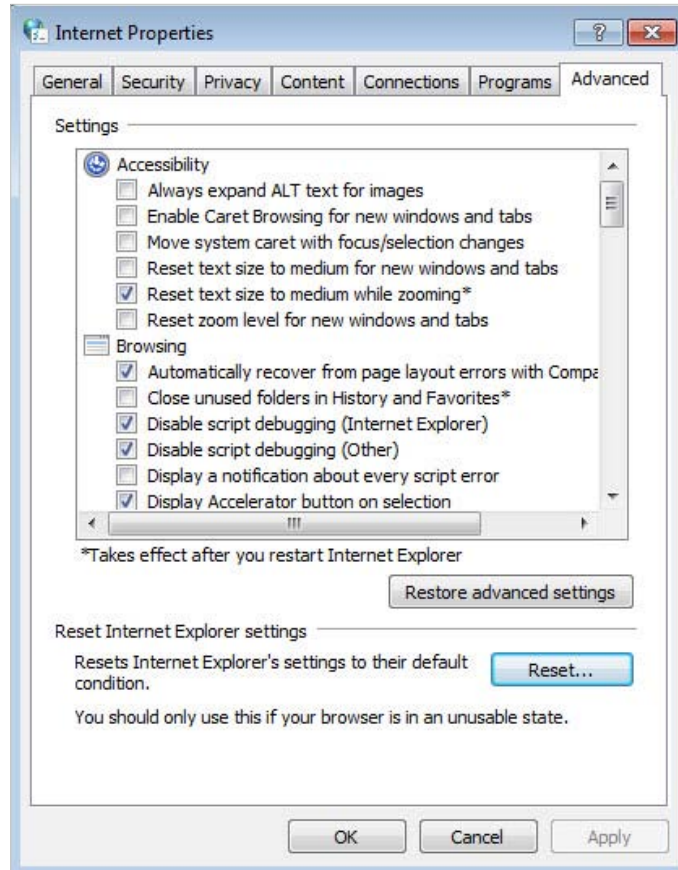 Internet Properties
General Security Privacy Content Connections Programs Advanced
Settings
Accessibility
Always expand ALT text for images
Enable Caret Browsing for new windows and tabs
Move system caret with focus/selection changes
Reset text size to medium for new windows and tabs
Reset text size to medium while zooming*
Reset zoom level for new windows and tabs
Browsing
Automatically recover from page layout errors with Compa
Close unused folders in History and Favorites*
Disable script debugging (Internet Explorer)
Disable script debugging (Other)
Display a notification about every script error
Display Accelerator button on selection
*Takes effect after you restart Internet Explorer
Restore advanced settings
Reset Internet Explorer settings
Resets Internet Explorer's settings to their default
condition.
Reset...
You should only use this if your browser is in an unusable state.
OK Cancel Apply